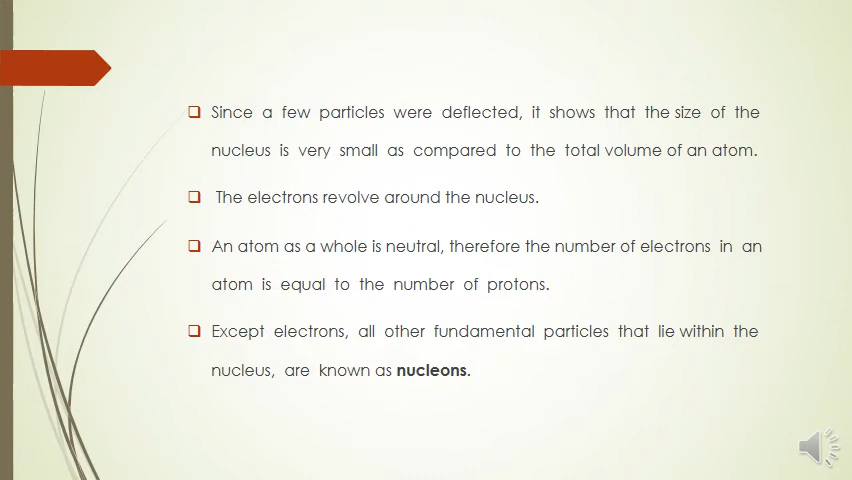 Since a few particles were deflected, it shows that the size of the
nucleus is very small as compared to the total volume of an atom.
The electrons revolve around the nucleus.
An atom as a whole is neutral, therefore the number of electrons in an
atom is equal to the number of protons.
Except electrons, all other fundamental particles that lie within the
nucleus, are known as nucleons.